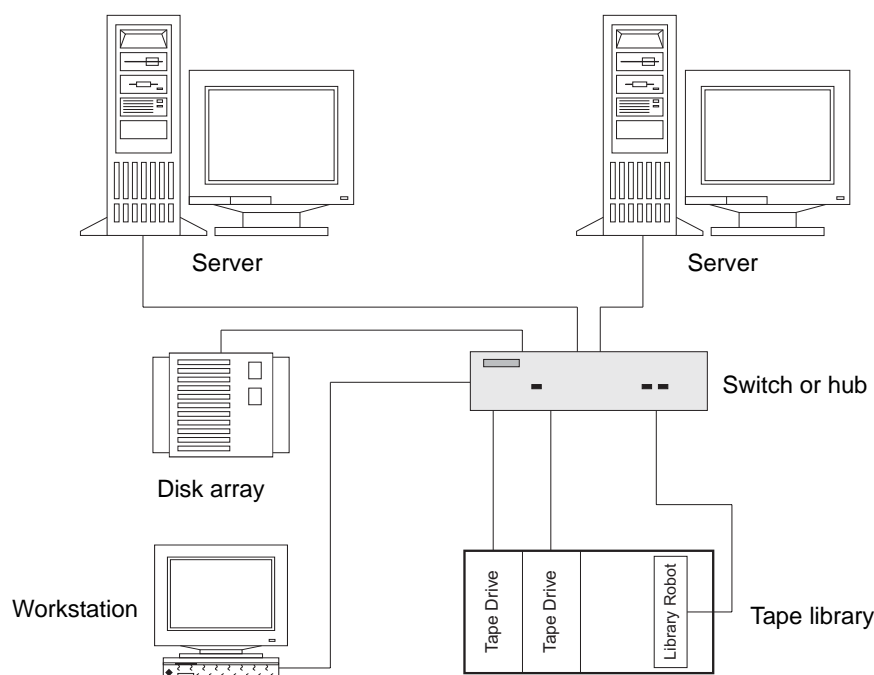 Server
Server
Switch or hub
Disk array
Workstation
Tape Drive
Tape Drive
Library Robot
Tape library